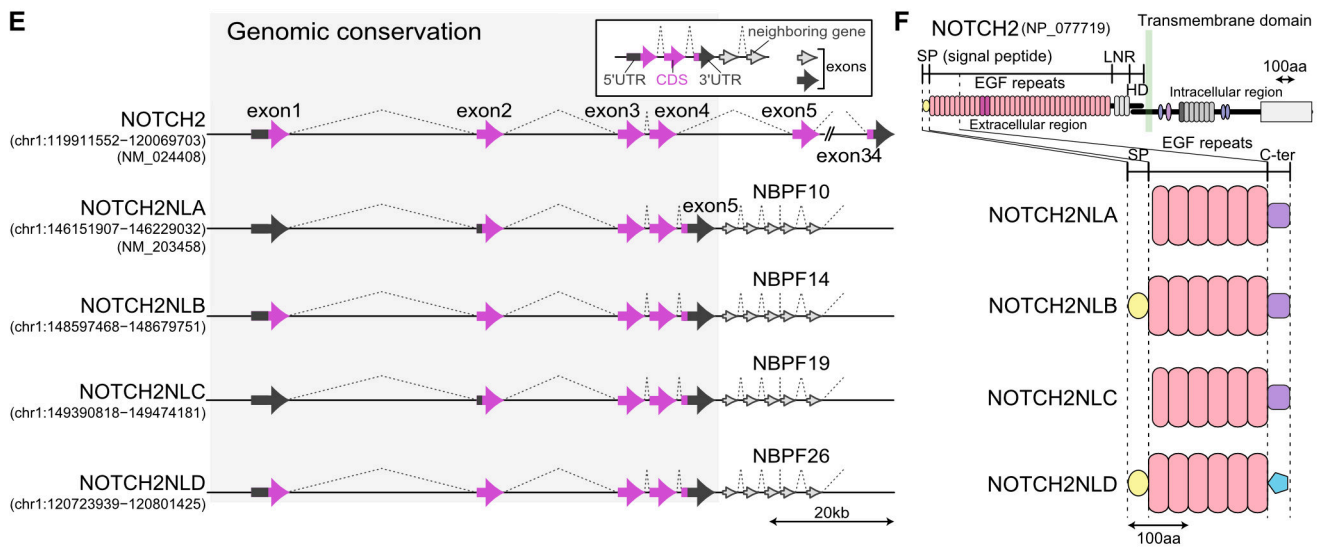 E
Genomic conservation
neighboring gene
5'UTR CDS 3'UTR
exons
NOTCH2
(chr1:119911552−120069703)
(NM_024408)
exon1 exon2 exon3 exon4 exon5
exon34
NOTCH2NLA
(chr1:146151907−146229032)
(NM_203458)
exon5 NBPF10
NOTCH2NLB
(chr1:148597468−148679751)
NBPF14
NOTCH2NLC
(chr1:149390818−149474181)
NBPF19
NOTCH2NLD
(chr1:120723939−120801425)
NBPF26
20kb
F
NOTCH2 (NP_077719)
Transmembrane domain
SP (signal peptide)
LNR
100aa
EGF repeats
HD
Intracellular region
Extracellular region
SP EGF repeats C-ter
NOTCH2NLA
NOTCH2NLB
NOTCH2NLC
NOTCH2NLD
100aa